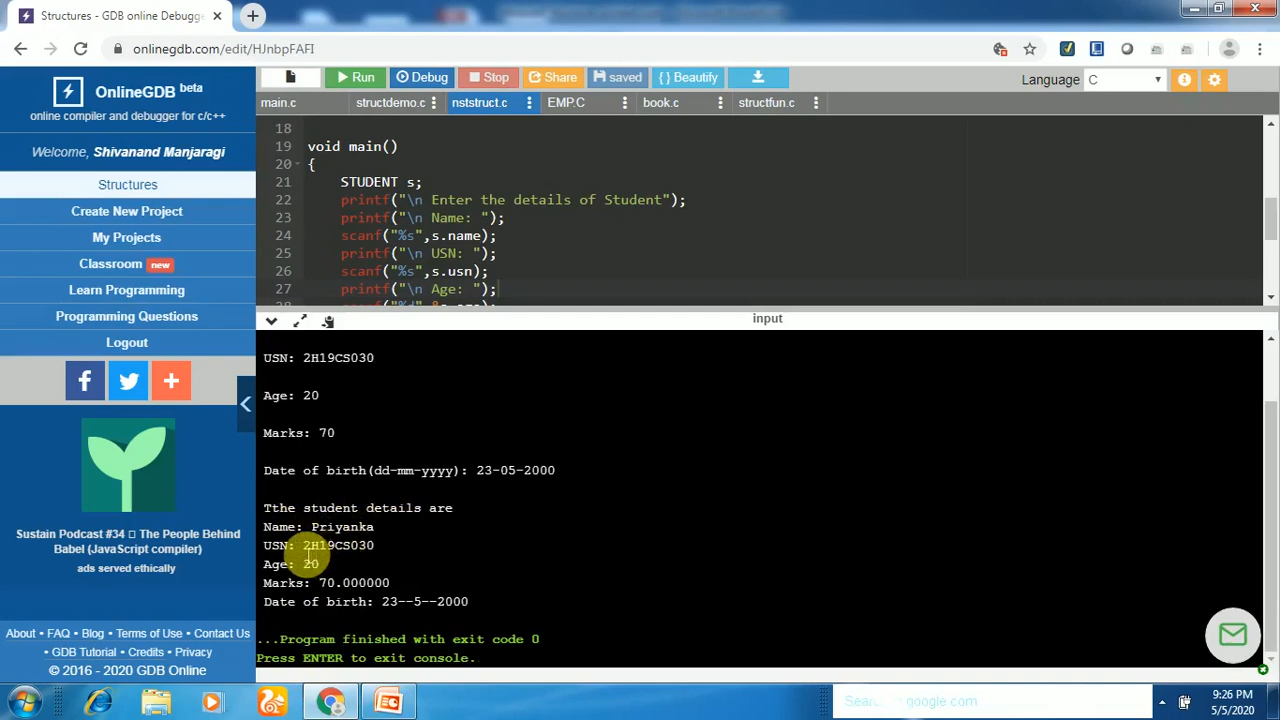 Structures - GDB online Debugge
onlinegdb.com/edit/HJnbpFAFI
OnlineGDB beta
online compiler and debugger for c/c++
Welcome, Shivanand Manjaragi
Structures
Create New Project
My Projects
Classroom new
Learn Programming
Programming Questions
Logout
Sustain Podcast #34 □ The People Behind
Babel (JavaScript compiler)
ads served ethically
About • FAQ • Blog • Terms of Use • Contact Us
• GDB Tutorial • Credits • Privacy
© 2016 - 2020 GDB Online
Run Debug Stop Share saved {} Beautify
Language C
main.c structdemo.c nststruct.c EMP.C book.c structfun.c
18
19 void main()
20 {
21 STUDENT s;
22 printf("\n Enter the details of Student");
23 printf("\n Name: ");
24 scanf("%s",s.name);
25 printf("\n USN: ");
26 scanf("%s",s.usn);
27 printf("\n Age: ");
input
USN: 2H19CS030
Age: 20
Marks: 70
Date of birth(dd-mm-yyyy): 23-05-2000
Tthe student details are
Name: Priyanka
USN: 2H19CS030
Age: 20
Marks: 70.000000
Date of birth: 23--5--2000
...Program finished with exit code 0
Press ENTER to exit console.
google.com
9:26 PM
5/5/2020